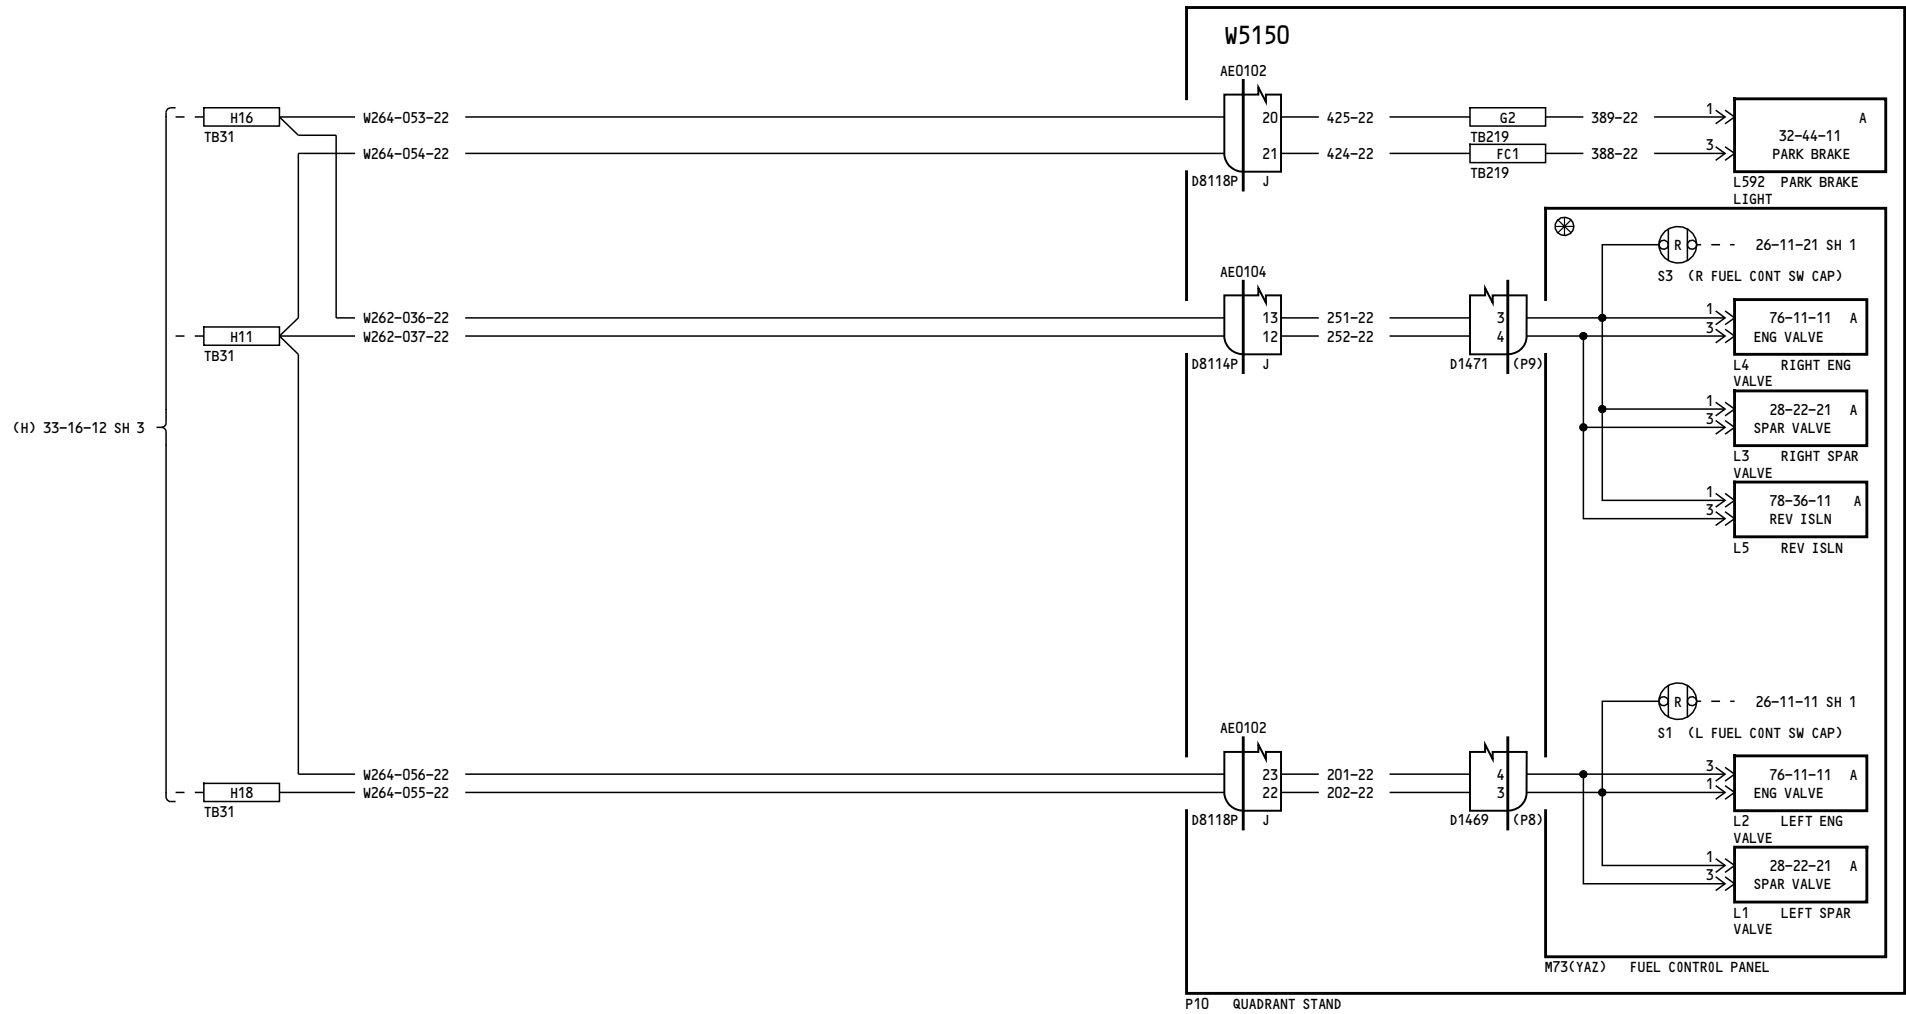 W5150
AE0102
H16
TB31
W264-053-22
20
425-22
G2
TB219
389-22
1
A
32-44-11
PARK BRAKE
W264-054-22
21
424-22
FC1
TB219
388-22
3
D8118P J
L592 PARK BRAKE
LIGHT
R
26-11-21 SH 1
S3 (R FUEL CONT SW CAP)
AE0104
W262-036-22
13
251-22
3
1
76-11-11 A
H11
TB31
W262-037-22
12
252-22
4
3
ENG VALVE
D8114P J
D1471 (P9)
L4 RIGHT ENG
VALVE
1
28-22-21 A
3
SPAR VALVE
(H) 33-16-12 SH 3
L3 RIGHT SPAR
VALVE
1
78-36-11 A
3
REV ISLN
L5 REV ISLN
R
26-11-11 SH 1
S1 (L FUEL CONT SW CAP)
AE0102
W264-056-22
23
201-22
4
3
76-11-11 A
H18
TB31
W264-055-22
22
202-22
3
1
ENG VALVE
D8118P J
D1469 (P8)
L2 LEFT ENG
VALVE
1
28-22-21 A
3
SPAR VALVE
L1 LEFT SPAR
VALVE
M73(YAZ) FUEL CONTROL PANEL
P10 QUADRANT STAND